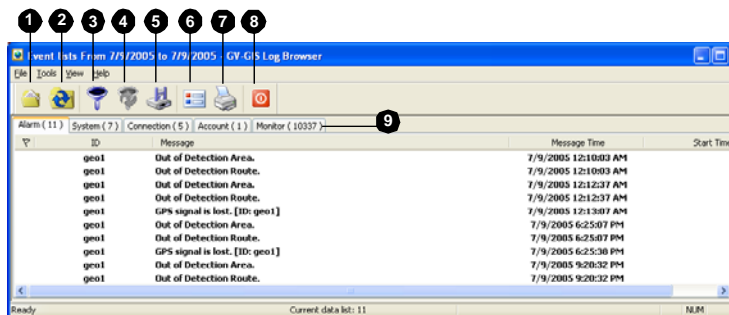 1 2 3 4 5 6 7 8
Event lists From 7/9/2005 to 7/9/2005 - GV-GIS Log Browser
File Tools View Help
Alarm ( 11 ) System ( 7 ) Connection ( 5 ) Account ( 1 ) Monitor ( 10337 ) 9
ID Message Message Time Start Time
geo1 Out of Detection Area. 7/9/2005 12:10:03 AM
geo1 Out of Detection Route. 7/9/2005 12:10:03 AM
geo1 Out of Detection Area. 7/9/2005 12:12:37 AM
geo1 Out of Detection Route. 7/9/2005 12:12:37 AM
geo1 GPS signal is lost. [ID: geo1] 7/9/2005 12:13:07 AM
geo1 Out of Detection Area. 7/9/2005 6:25:07 PM
geo1 Out of Detection Route. 7/9/2005 6:25:07 PM
geo1 GPS signal is lost. [ID: geo1] 7/9/2005 6:25:38 PM
geo1 Out of Detection Area. 7/9/2005 9:20:32 PM
geo1 Out of Detection Route. 7/9/2005 9:20:32 PM
Ready Current data list: 11 NUM